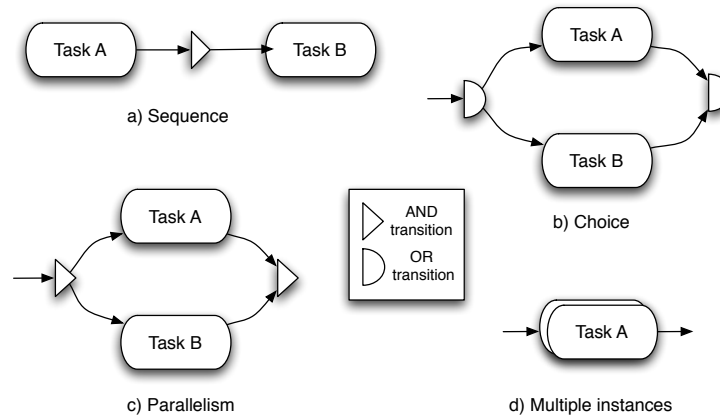 Task A
Task B
a) Sequence
Task A
Task B
b) Choice
Task A
Task B
c) Parallelism
AND
transition
OR
transition
Task A
d) Multiple instances